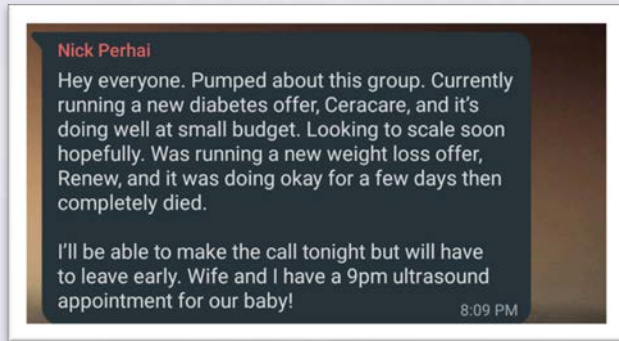 Nick Perhai
Hey everyone. Pumped about this group. Currently
running a new diabetes offer, Ceracare, and it's
doing well at small budget. Looking to scale soon
hopefully. Was running a new weight loss offer,
Renew, and it was doing okay for a few days then
completely died.
I'll be able to make the call tonight but will have
to leave early. Wife and I have a 9pm ultrasound
appointment for our baby!
8:09 PM